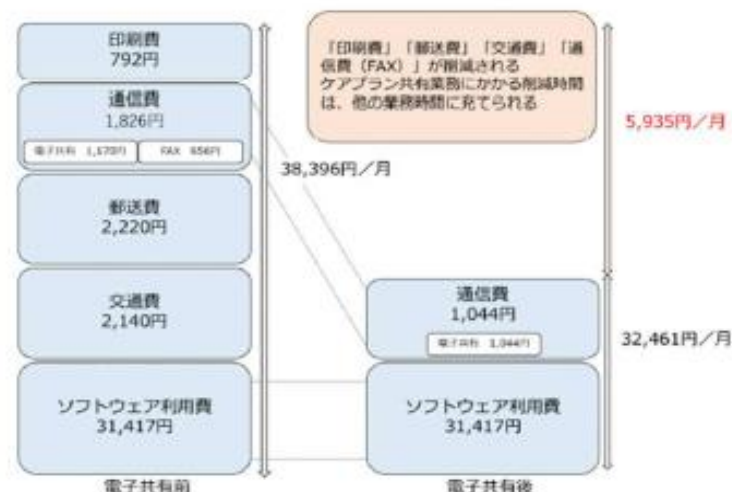 印刷費
792円
通信費
1,826円
電子共有 1,170円
FAX 656円
郵送費
2,220円
交通費
2,140円
ソフトウェア利用費
31,417円
電子共有前
38,396円／月
「印刷費」「郵送費」「交通費」「通
信費（FAX）」が削減される
ケアプラン共有業務にかかる削減時間
は、他の業務時間に充てられる
5,935円／月
通信費
1,044円
電子共有 1,044円
32,461円／月
ソフトウェア利用費
31,417円
電子共有後